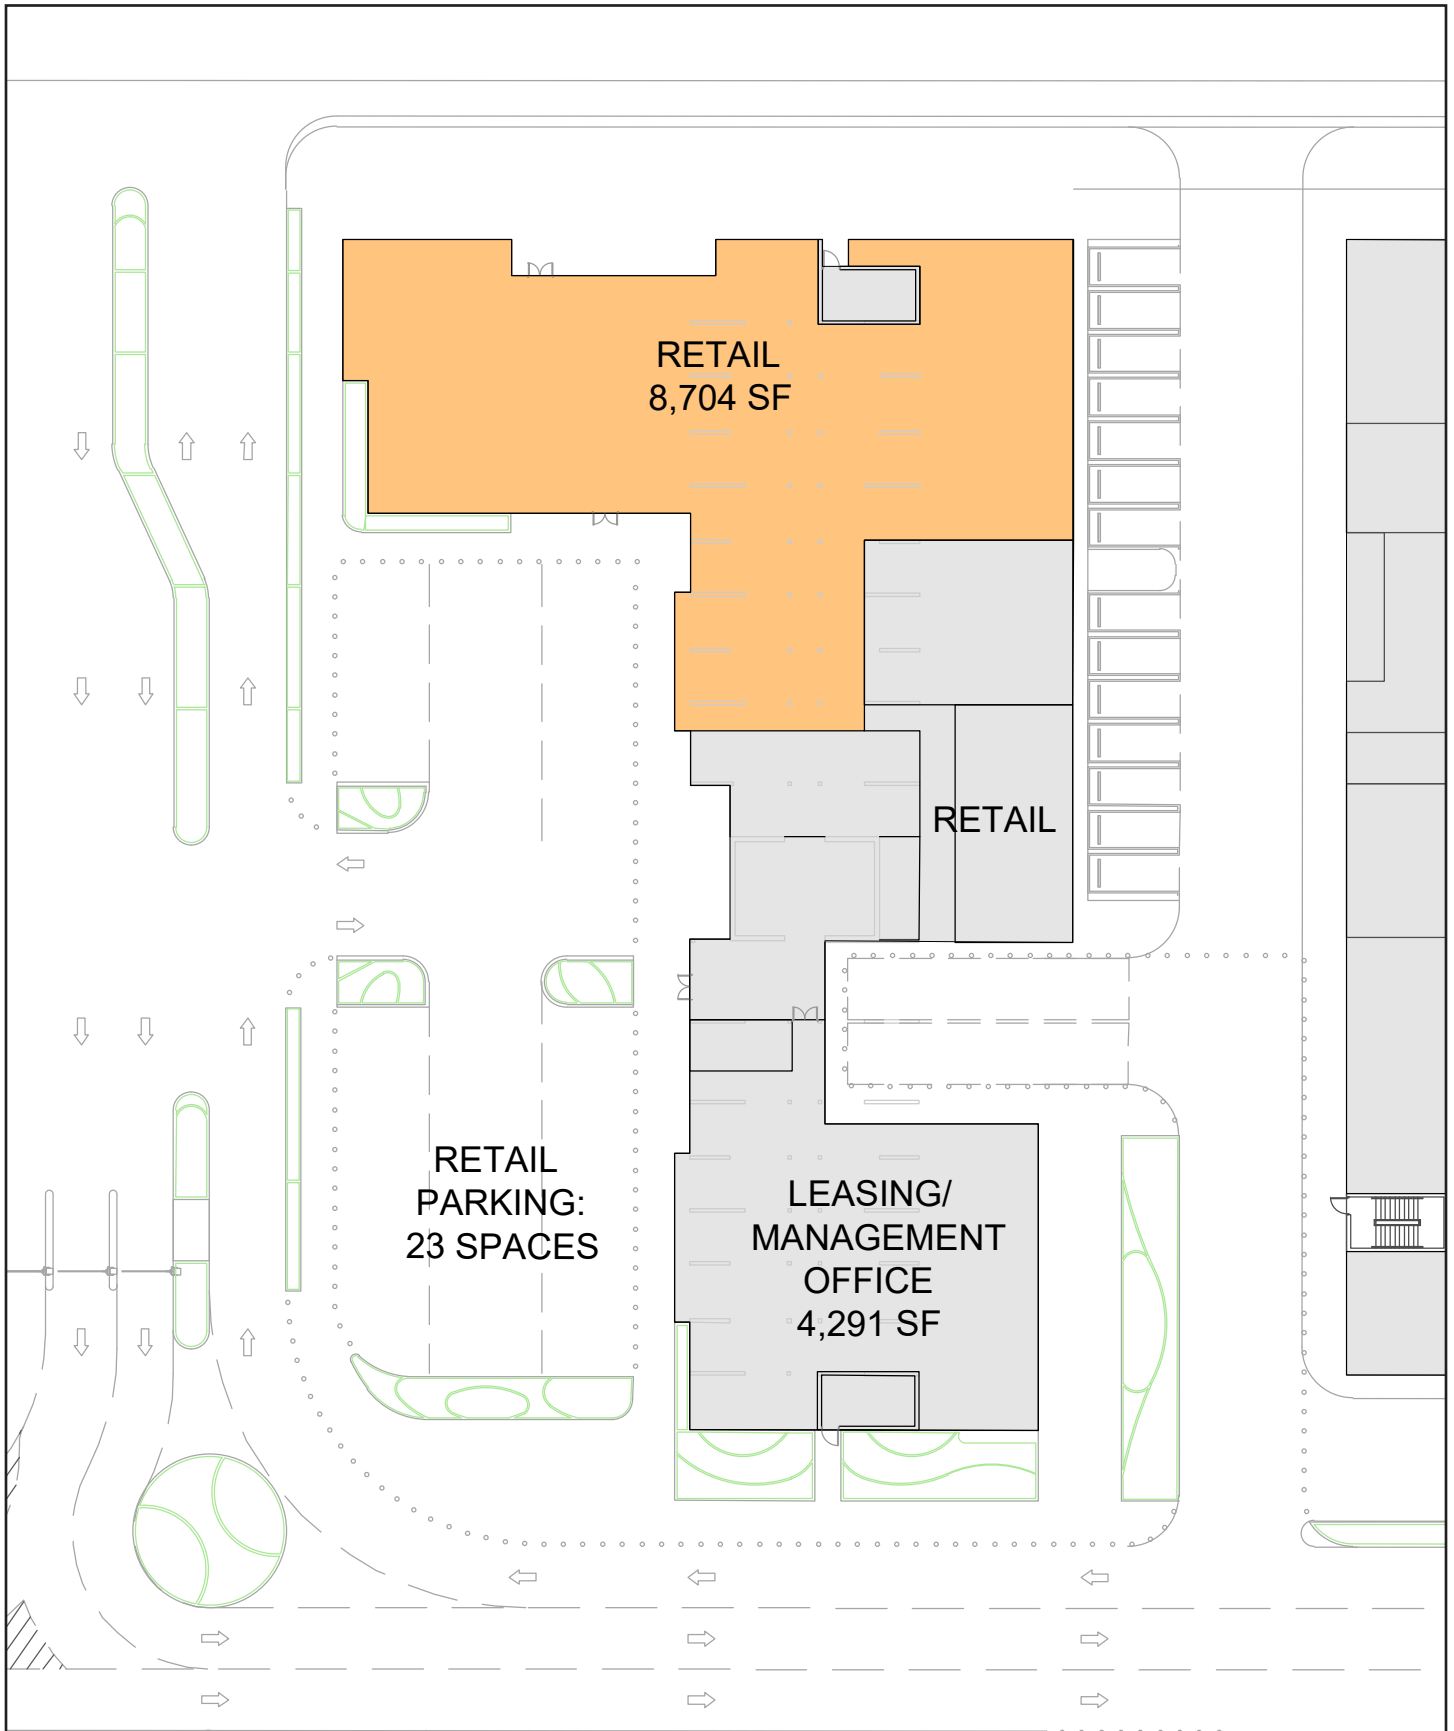 RETAIL
8,704 SF
RETAIL
RETAIL
PARKING:
23 SPACES
LEASING/
MANAGEMENT
OFFICE
4,291 SF